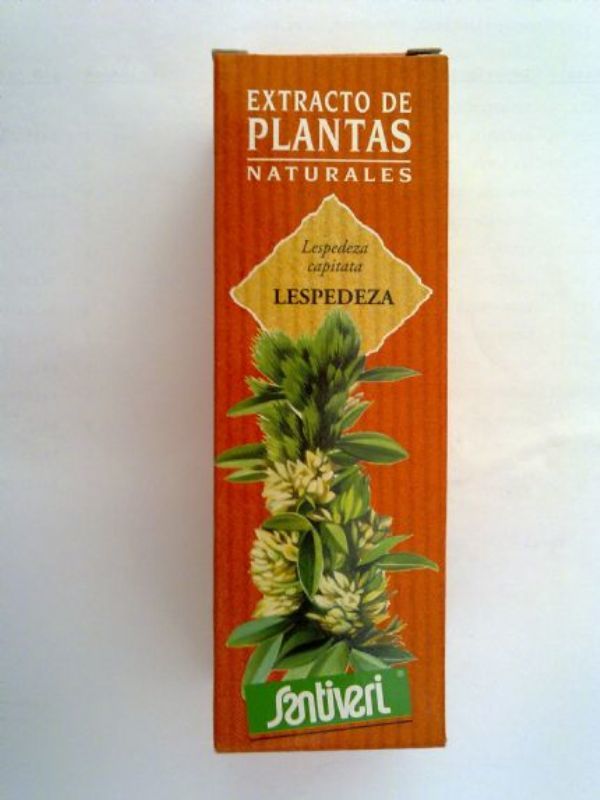 EXTRACTO DE
PLANTAS
NATURALES
Lespedeza
capitata
LESPEDEZA
Santiveri